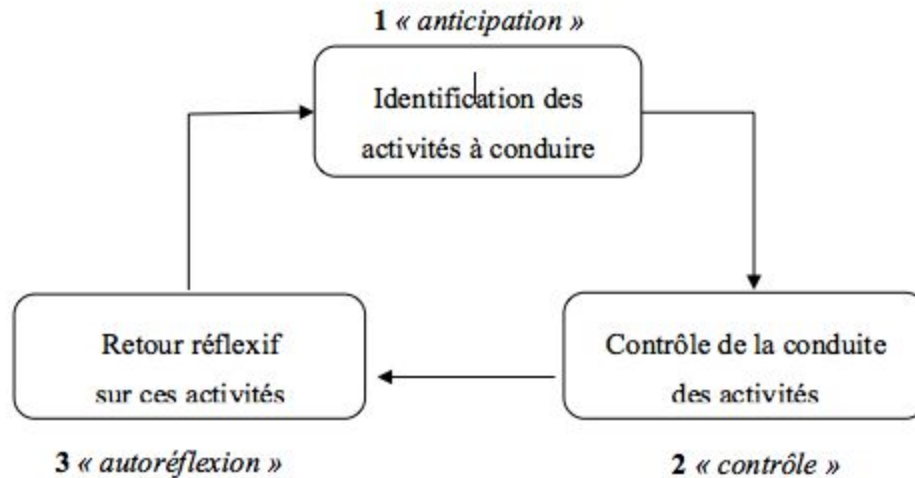 1 « anticipation »
Identification des
activités à conduire
Retour réflexif
sur ces activités
Contrôle de la conduite
des activités
3 « autoréflexion »
2 « contrôle »